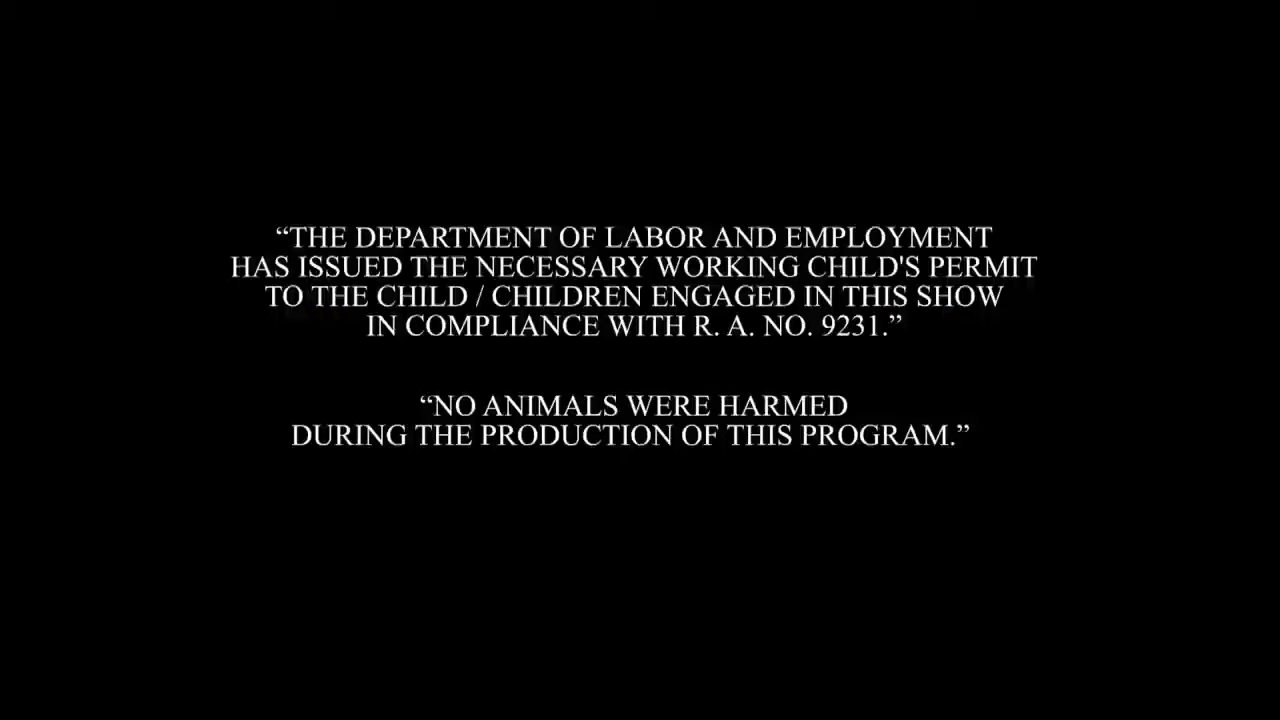 “THE DEPARTMENT OF LABOR AND EMPLOYMENT
HAS ISSUED THE NECESSARY WORKING CHILD'S PERMIT
TO THE CHILD / CHILDREN ENGAGED IN THIS SHOW
IN COMPLIANCE WITH R. A. NO. 9231.”
“NO ANIMALS WERE HARMED
DURING THE PRODUCTION OF THIS PROGRAM.”